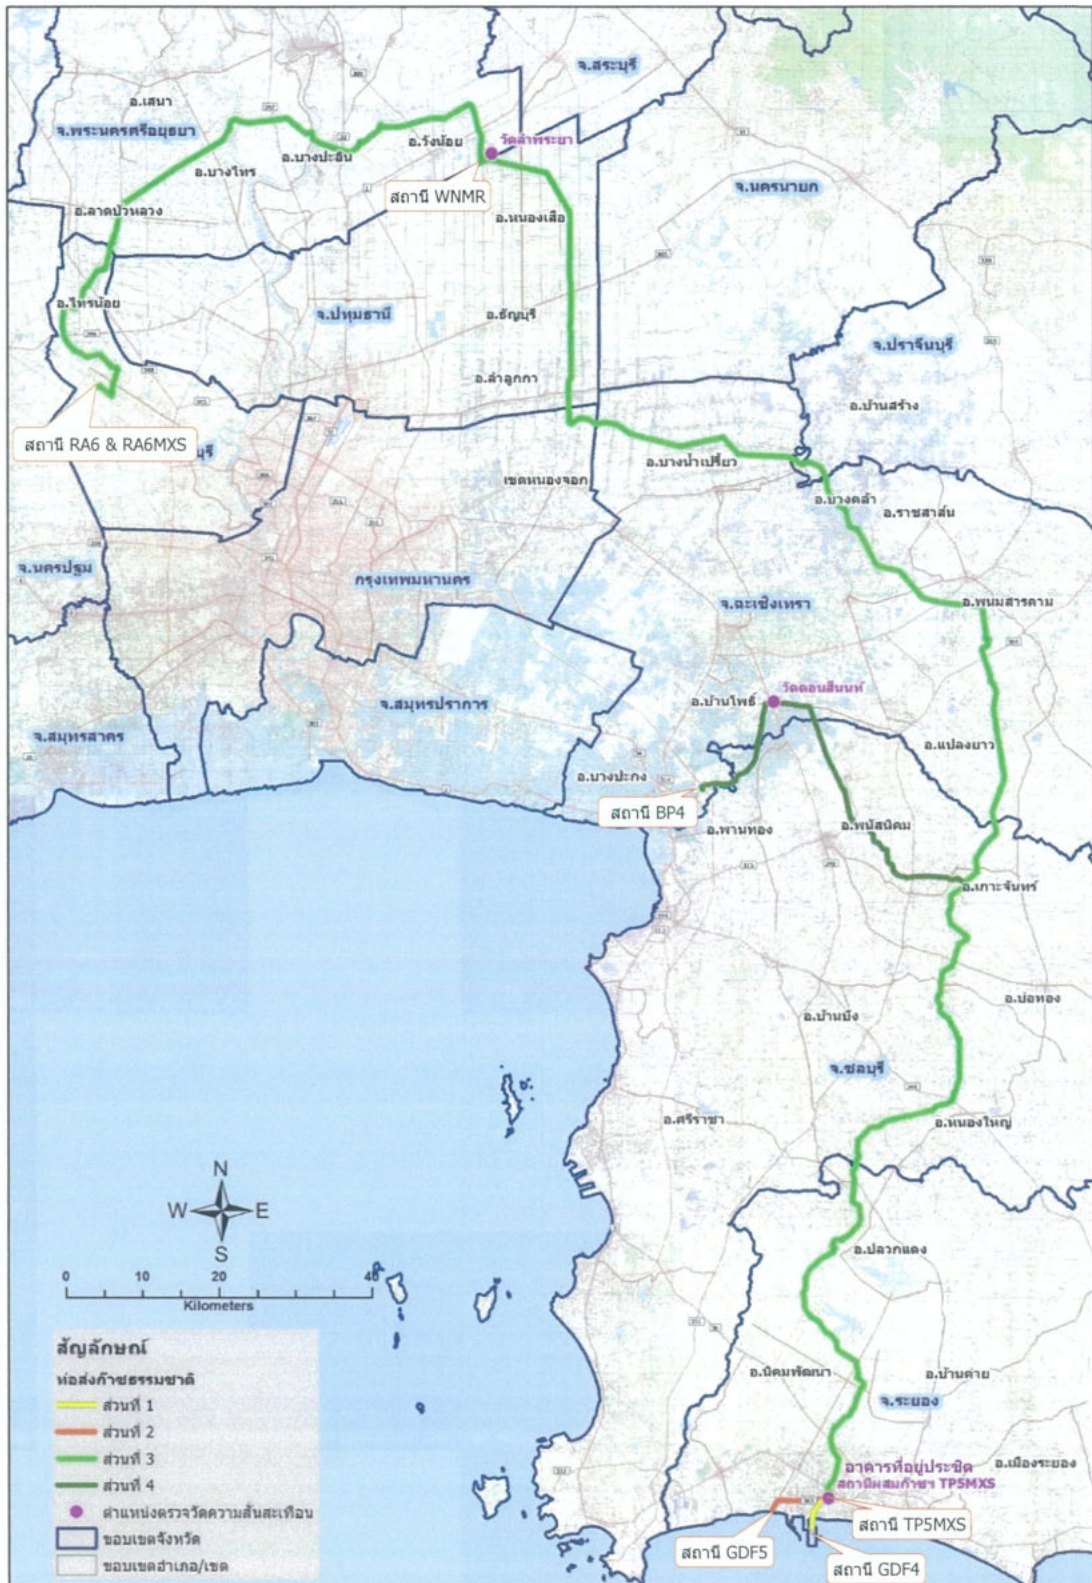 จ.สระบุรี
อ.เสนา
จ.พระนครศรีอยุธยา
อ.วังน้อย
วัดลำพระยา
อ.บางปะอิน
อ.บางไทร
สถานี WNMR
จ.นครนายก
อ.ลาดบัวหลวง
อ.หนองเสือ
อ.ไทรน้อย
จ.ปทุมธานี
อ.ธัญบุรี
จ.ปราจีนบุรี
อ.ลำลูกกา
อ.บ้านสร้าง
สถานี RA6 & RA6MXS
บุรี
อ.บางน้ำเปรี้ยว
เขตหนองจอก
อ.บางคล้า
อ.ราชสาส์น
จ.นครปฐม
กรุงเทพมหานคร
จ.ฉะเชิงเทรา
อ.พนมสารคาม
วัดดอนสีนนท์
อ.บ้านโพธิ์
จ.สมุทรปราการ
จ.สมุทรสาคร
อ.แปลงยาว
อ.บางปะกง
สถานี BP4
อ.พานทอง
อ.พนัสนิคม
อ.เกาะจันทร์
อ.บ่อทอง
อ.บ้านบึง
จ.ชลบุรี
อ.ศรีราชา
อ.หนองใหญ่
N
W E
S
อ.ปลวกแดง
0 10 20 40
Kilometers
สัญลักษณ์
ท่อส่งก๊าซธรรมชาติ
ส่วนที่ 1
ส่วนที่ 2
ส่วนที่ 3
ส่วนที่ 4
ตำแหน่งตรวจวัดความสั่นสะเทือน
ขอบเขตจังหวัด
ขอบเขตอำเภอ/เขต
อ.นิคมพัฒนา
อ.บ้านค่าย
จ.ระยอง
อ.เมืองระยอง
อาคารที่อยู่ประชิด
สถานีผสมก๊าซฯ TP5MXS
สถานี TP5MXS
สถานี GDF5
สถานี GDF4